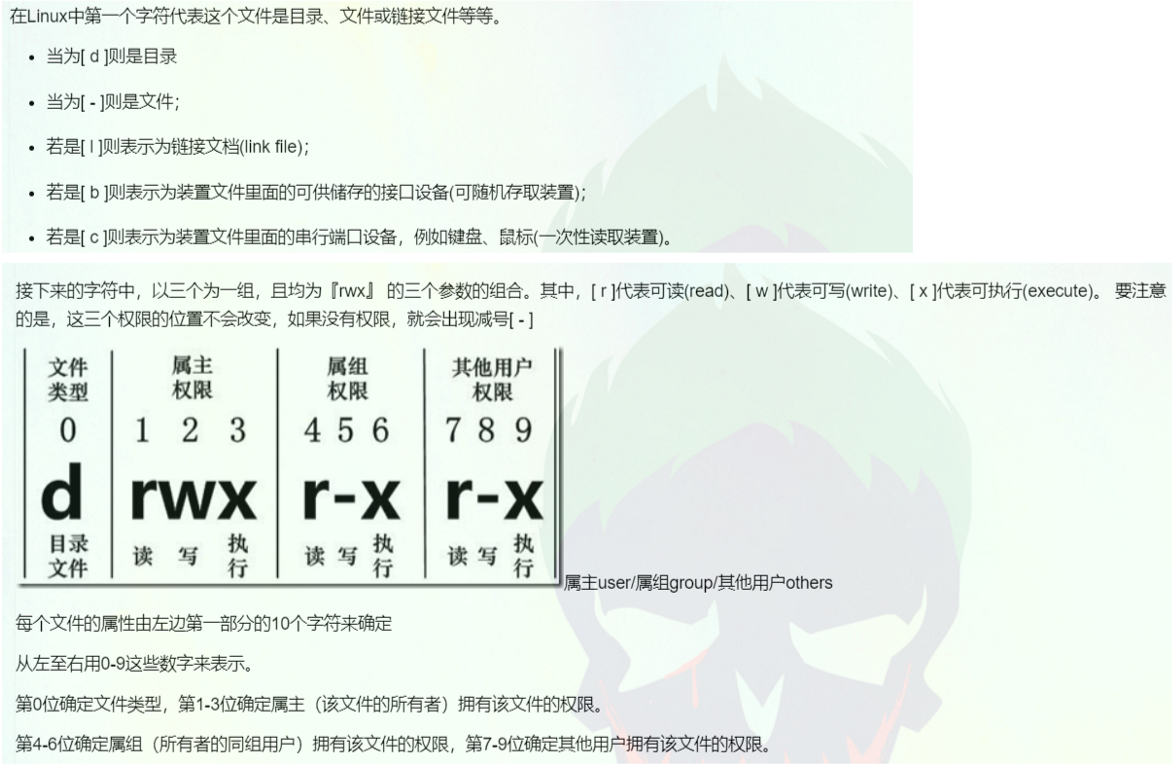 在Linux中第一个字符代表这个文件是目录、文件或链接文件等等。
• 当为[ d ]则是目录
• 当为[ - ]则是文件；
• 若是[ l ]则表示为链接文档(link file)；
• 若是[ b ]则表示为装置文件里面的可供储存的接口设备(可随机存取装置)；
• 若是[ c ]则表示为装置文件里面的串行端口设备，例如键盘、鼠标(一次性读取装置)。
接下来的字符中，以三个为一组，且均为『rwx』 的三个参数的组合。其中，[ r ]代表可读(read)、[ w ]代表可写(write)、[ x ]代表可执行(execute)。 要注意
的是，这三个权限的位置不会改变，如果没有权限，就会出现减号[ - ]
文件 属主 属组 其他用户
类型 权限 权限 权限
0 1 2 3 4 5 6 7 8 9
d rwx r-x r-x
目录 读 写 执 读 写 执 读 写 执
文件 行 行 行
属主user/属组group/其他用户others
每个文件的属性由左边第一部分的10个字符来确定
从左至右用0-9这些数字来表示。
第0位确定文件类型，第1-3位确定属主（该文件的所有者）拥有该文件的权限。
第4-6位确定属组（所有者的同组用户）拥有该文件的权限，第7-9位确定其他用户拥有该文件的权限。